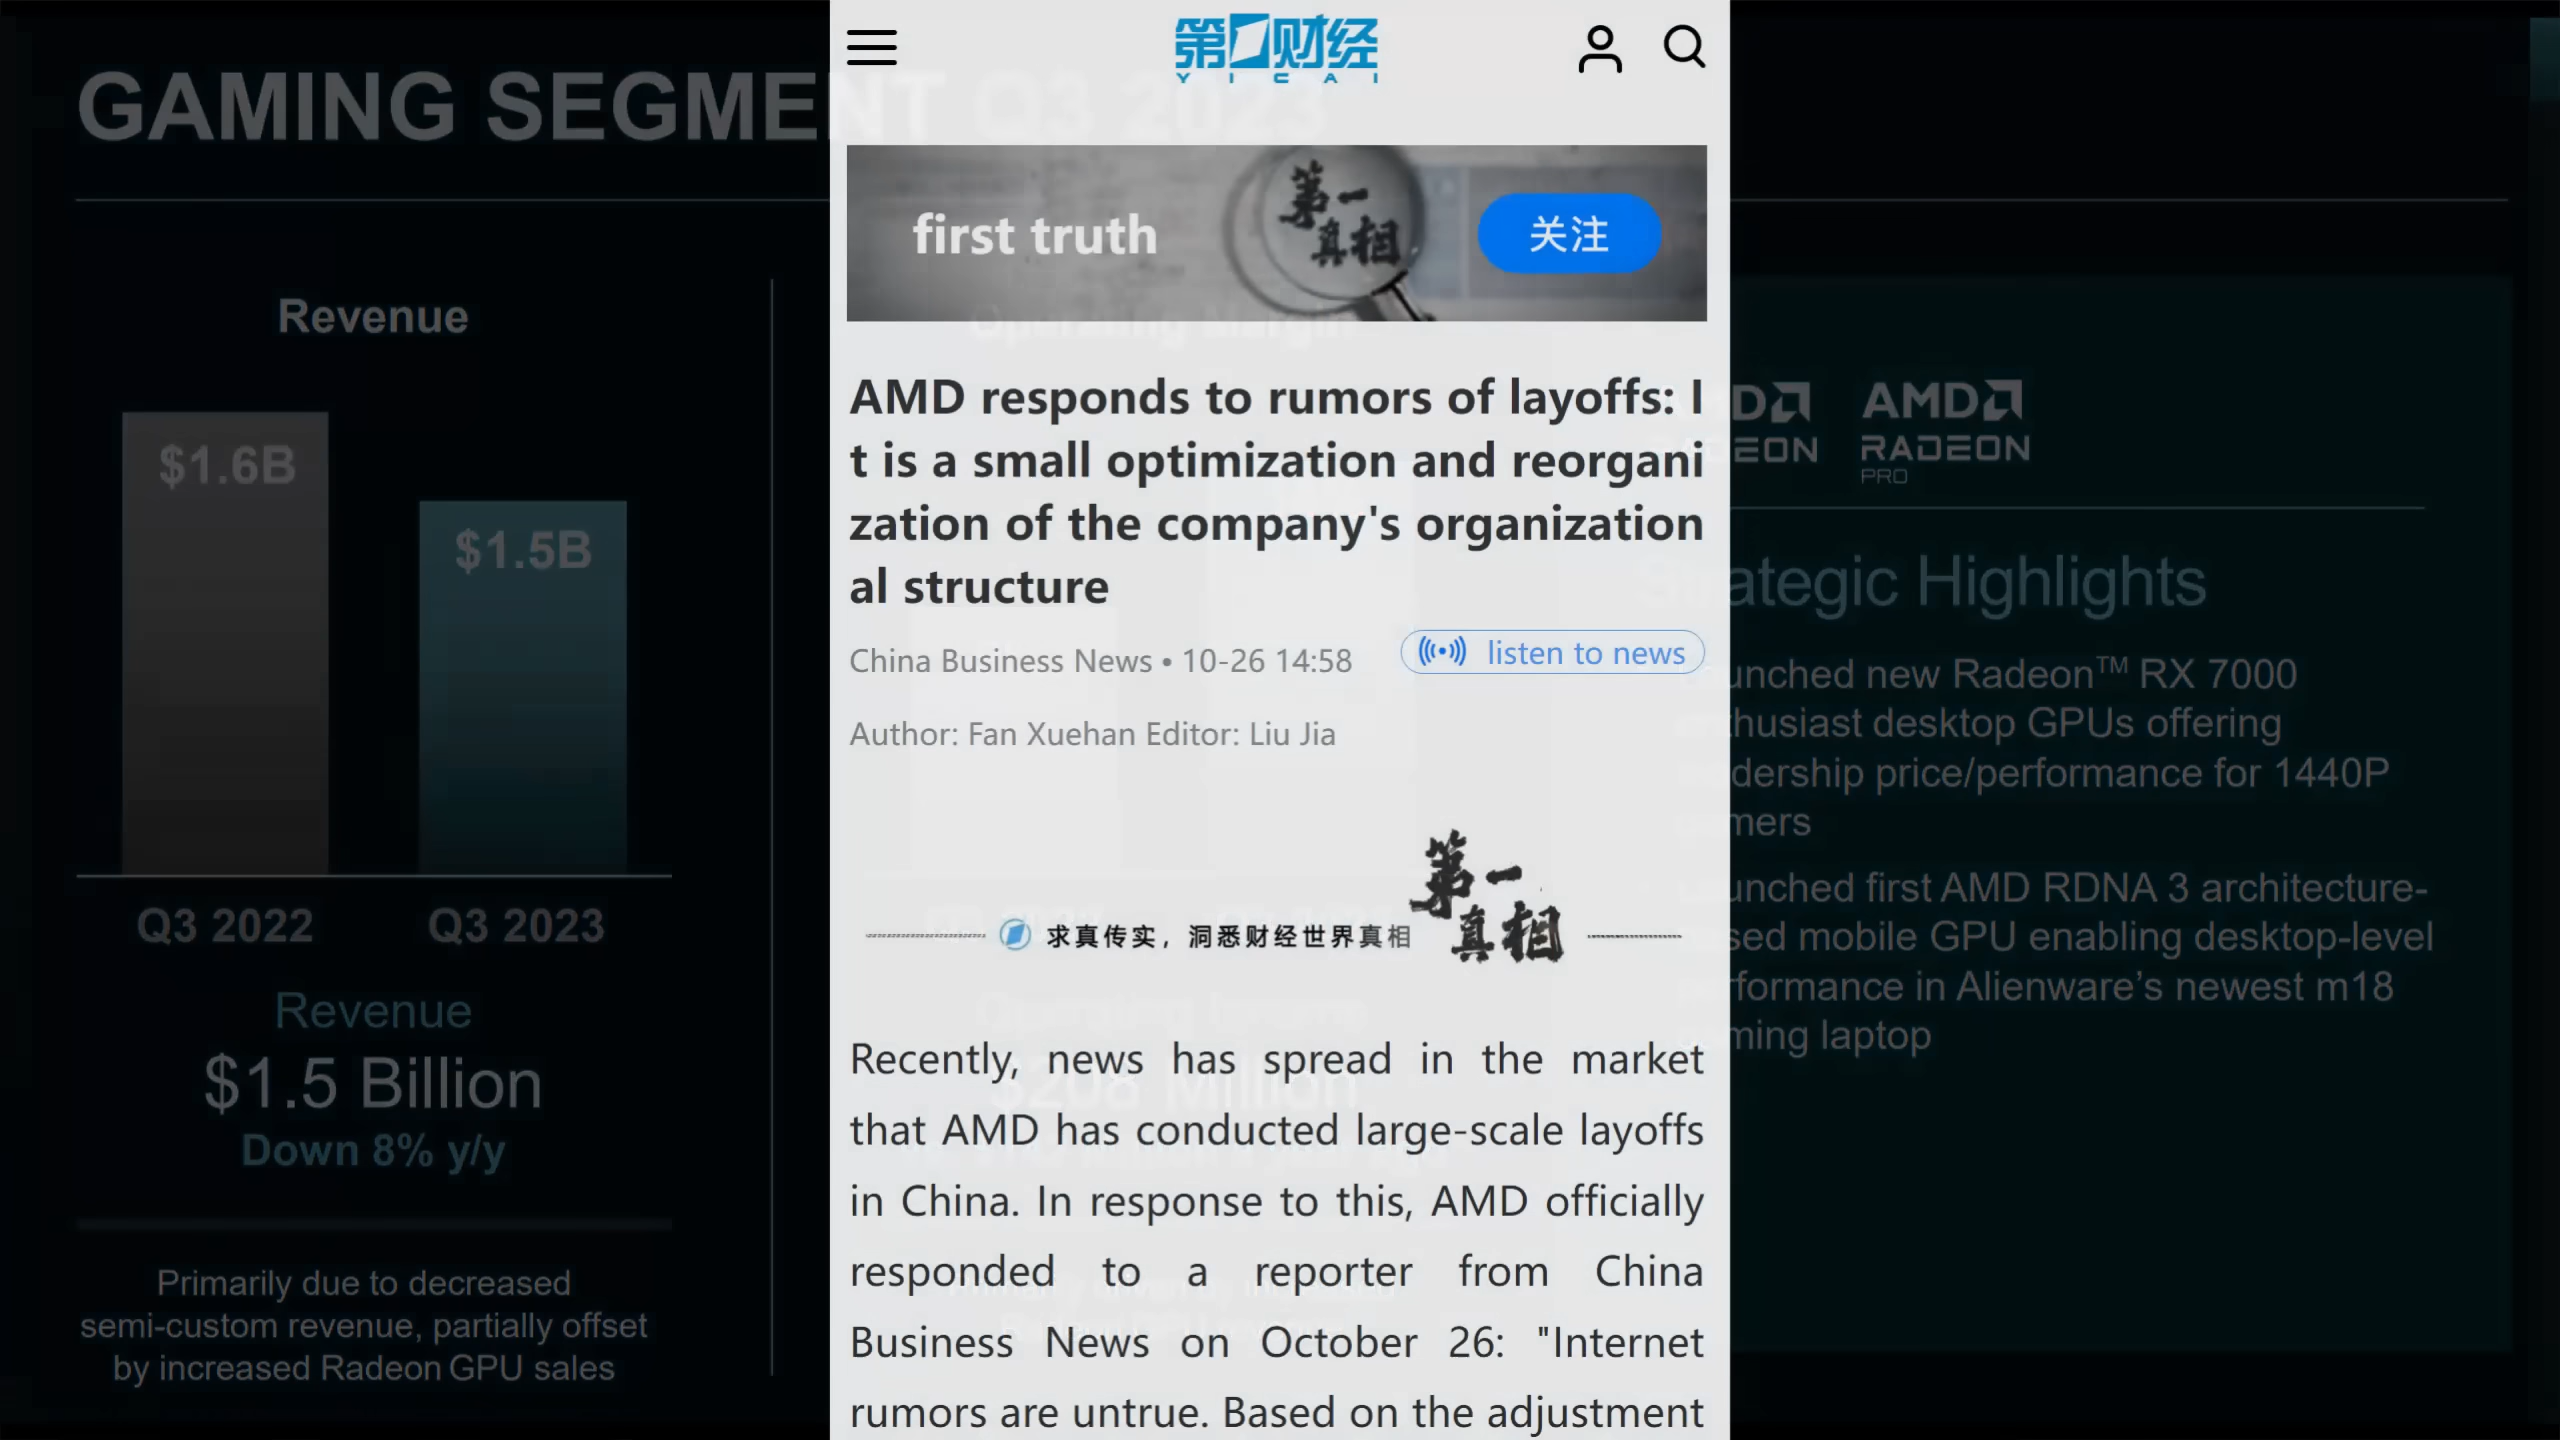 GAMING SEGMENT Q3 2023
Revenue
$1.6B
$1.5B
Q3 2022
Q3 2023
Revenue
$1.5 Billion
Down 8% y/y
Primarily due to decreased
semi-custom revenue, partially offset
by increased Radeon GPU sales
第一财经
YICAI
first truth
第一
真相
关注
Operating Margin
AMD responds to rumors of layoffs: I
t is a small optimization and reorgani
zation of the company's organization
al structure
China Business News • 10-26 14:58
listen to news
Author: Fan Xuehan Editor: Liu Jia
求真传实，洞悉财经世界真相
第一
真相
Operating Income
$208 Million
Recently, news has spread in the market
that AMD has conducted large-scale layoffs
in China. In response to this, AMD officially
responded to a reporter from China
Business News on October 26: "Internet
rumors are untrue. Based on the adjustment
AMD
RADEON
PRO
Strategic Highlights
unched new Radeon™ RX 7000
thusiast desktop GPUs offering
dership price/performance for 1440P
mers
unched first AMD RDNA 3 architecture-
sed mobile GPU enabling desktop-level
formance in Alienware's newest m18
ming laptop